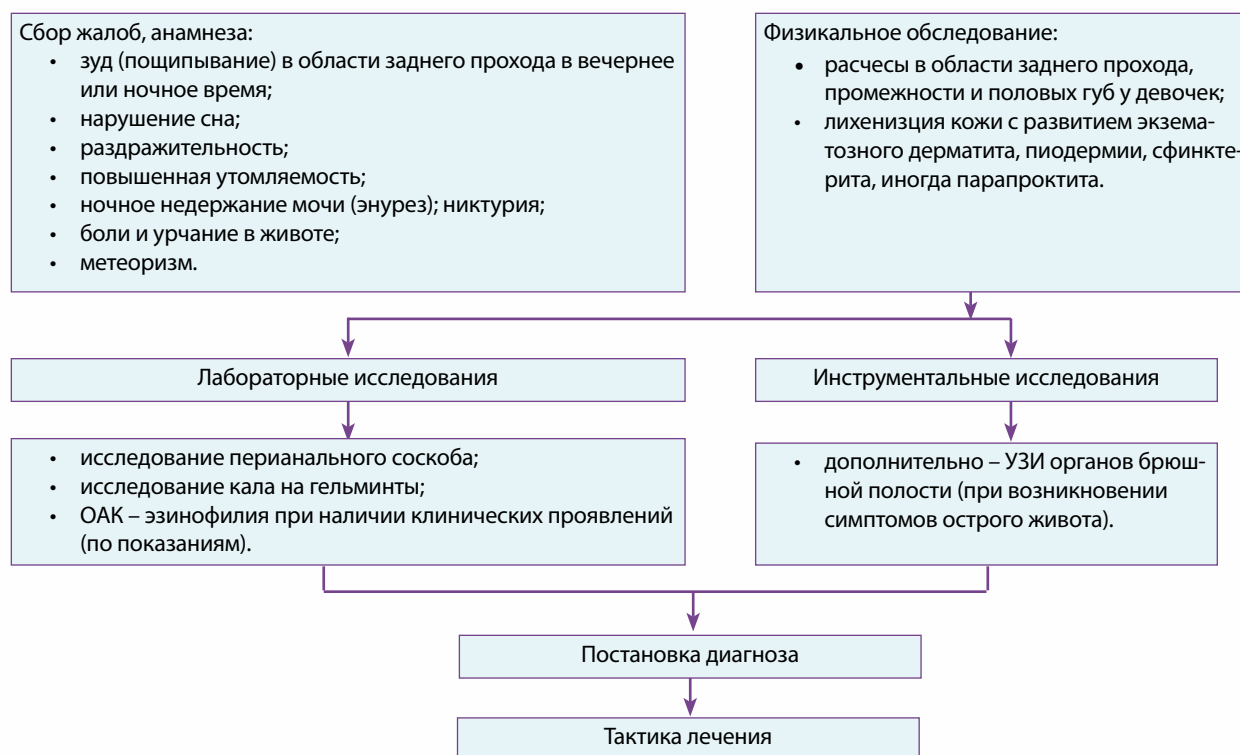 Сбор жалоб, анамнеза:
• зуд (пощипывание) в области заднего прохода в вечернее
или ночное время;
• нарушение сна;
• раздражительность;
• повышенная утомляемость;
• ночное недержание мочи (энурез); никтурия;
• боли и урчание в животе;
• метеоризм.
Физикальное обследование:
• расчесы в области заднего прохода,
промежности и половых губ у девочек;
• лихенизция кожи с развитием экзема-
тозного дерматита, пиодермии, сфинкте-
рита, иногда парапроктита.
Лабораторные исследования
Инструментальные исследования
• исследование перианального соскоба;
• исследование кала на гельминты;
• ОАК – эзинофилия при наличии клинических проявлений
(по показаниям).
• дополнительно – УЗИ органов брюш-
ной полости (при возникновении
симптомов острого живота).
Постановка диагноза
Тактика лечения